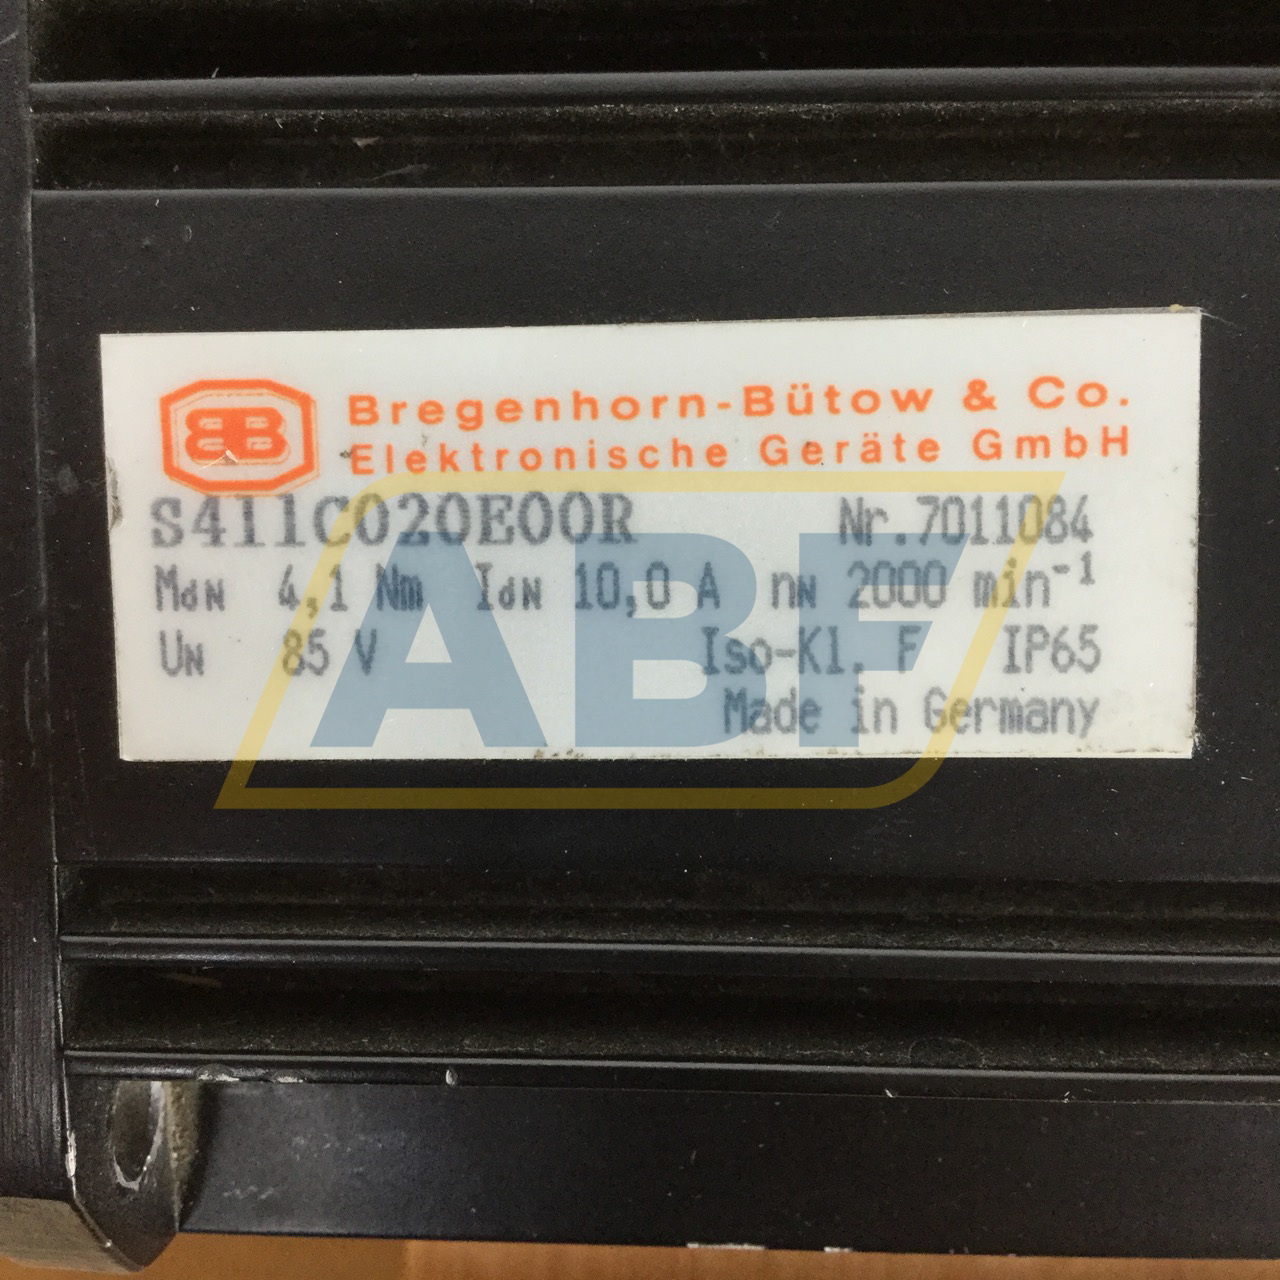 BB
Bregenhorn-Bütow & Co.
Elektronische Geräte GmbH
S411C020E00R Nr.7011084
MdN 4,1 Nm IdN 10,0 A nN 2000 min⁻¹
UN 85 V Iso-Kl. F IP65
Made in Germany
ABF